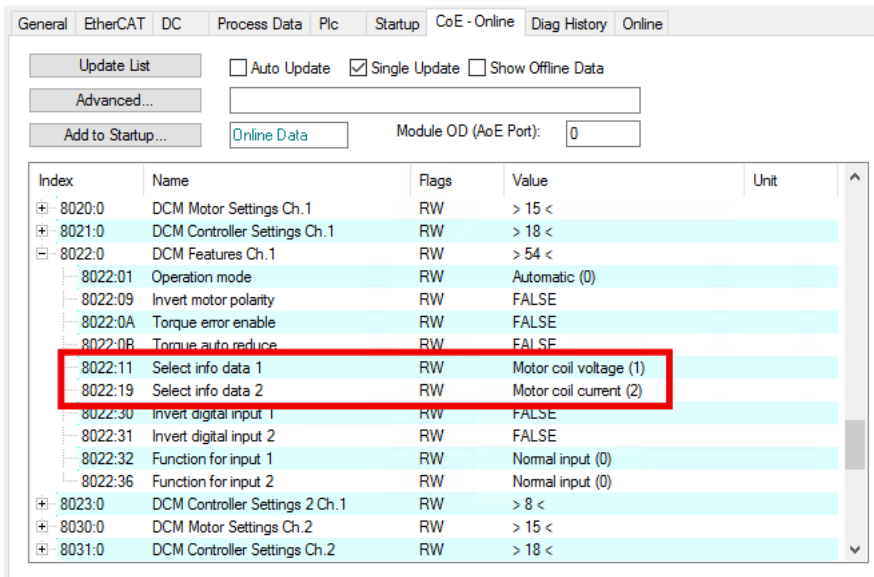 General EtherCAT DC Process Data Plc Startup CoE - Online Diag History Online
Update List Auto Update Single Update Show Offline Data
Advanced...
Add to Startup... Online Data Module OD (AoE Port): 0
Index Name Flags Value Unit
8020:0 DCM Motor Settings Ch.1 RW > 15 <
8021:0 DCM Controller Settings Ch.1 RW > 18 <
8022:0 DCM Features Ch.1 RW > 54 <
8022:01 Operation mode RW Automatic (0)
8022:09 Invert motor polarity RW FALSE
8022:0A Torque error enable RW FALSE
8022:0B Torque auto reduce RW FALSE
8022:11 Select info data 1 RW Motor coil voltage (1)
8022:19 Select info data 2 RW Motor coil current (2)
8022:30 Invert digital input 1 RW FALSE
8022:31 Invert digital input 2 RW FALSE
8022:32 Function for input 1 RW Normal input (0)
8022:36 Function for input 2 RW Normal input (0)
8023:0 DCM Controller Settings 2 Ch.1 RW > 8 <
8030:0 DCM Motor Settings Ch.2 RW > 15 <
8031:0 DCM Controller Settings Ch.2 RW > 18 <